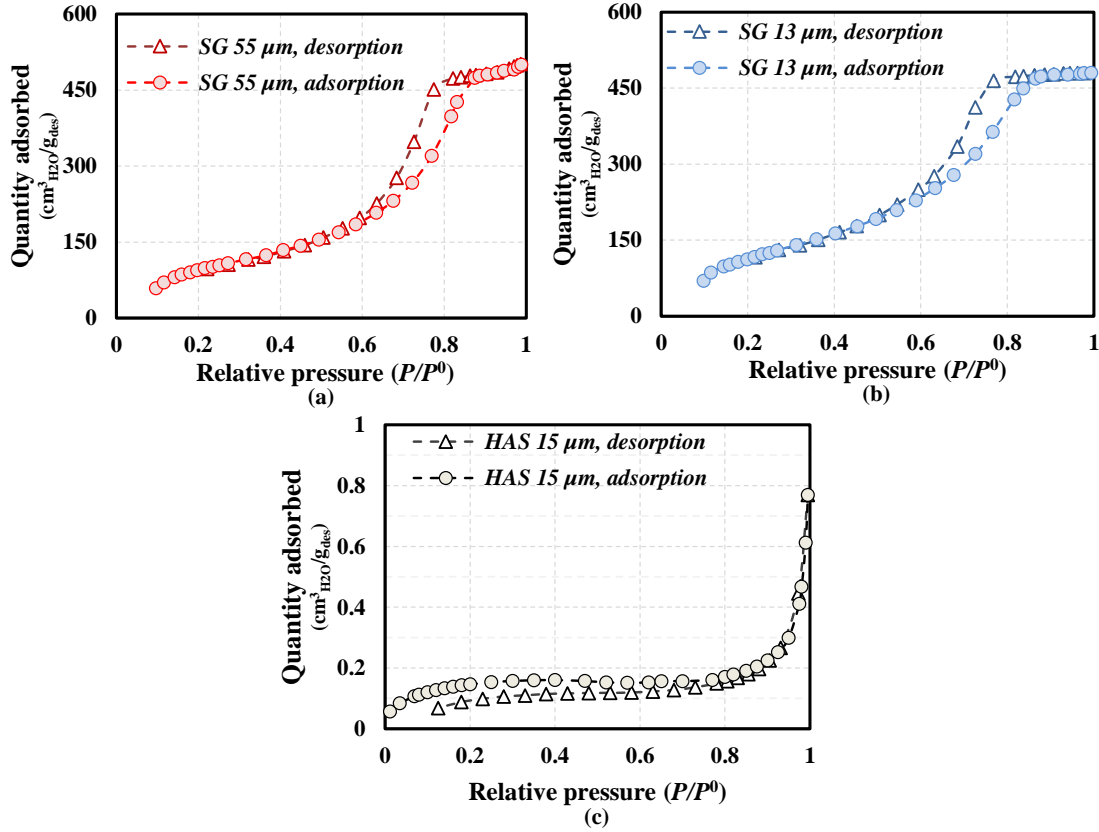 600
450
300
150
0
SG 55 µm, desorption
SG 55 µm, adsorption
Quantity adsorbed
(cm³H2O/gdes)
0 0.2 0.4 0.6 0.8 1
Relative pressure (P/P⁰)
(a)
600
450
300
150
0
SG 13 µm, desorption
SG 13 µm, adsorption
Quantity adsorbed
(cm³H2O/gdes)
0 0.2 0.4 0.6 0.8 1
Relative pressure (P/P⁰)
(b)
1
0.8
0.6
0.4
0.2
0
HAS 15 µm, desorption
HAS 15 µm, adsorption
Quantity adsorbed
(cm³H2O/gdes)
0 0.2 0.4 0.6 0.8 1
Relative pressure (P/P⁰)
(c)